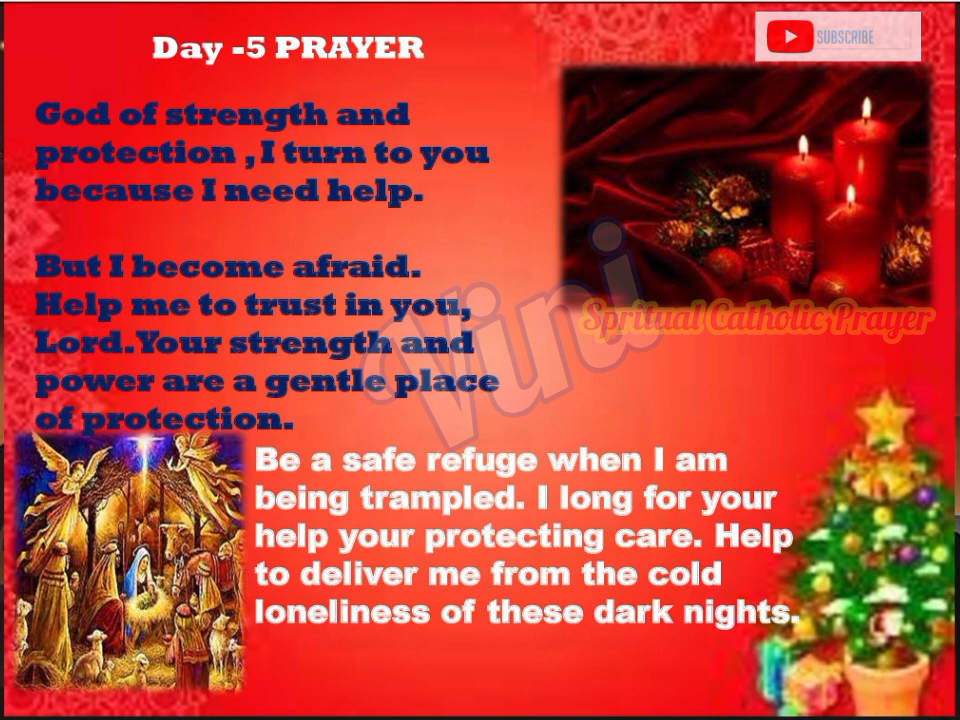 Day -5 PRAYER
SUBSCRIBE
God of strength and
protection , I turn to you
because I need help.
But I become afraid.
Help me to trust in you,
Lord.Your strength and
power are a gentle place
of protection.
Spritual Catholic Prayer
Vini
Be a safe refuge when I am
being trampled. I long for your
help your protecting care. Help
to deliver me from the cold
loneliness of these dark nights.